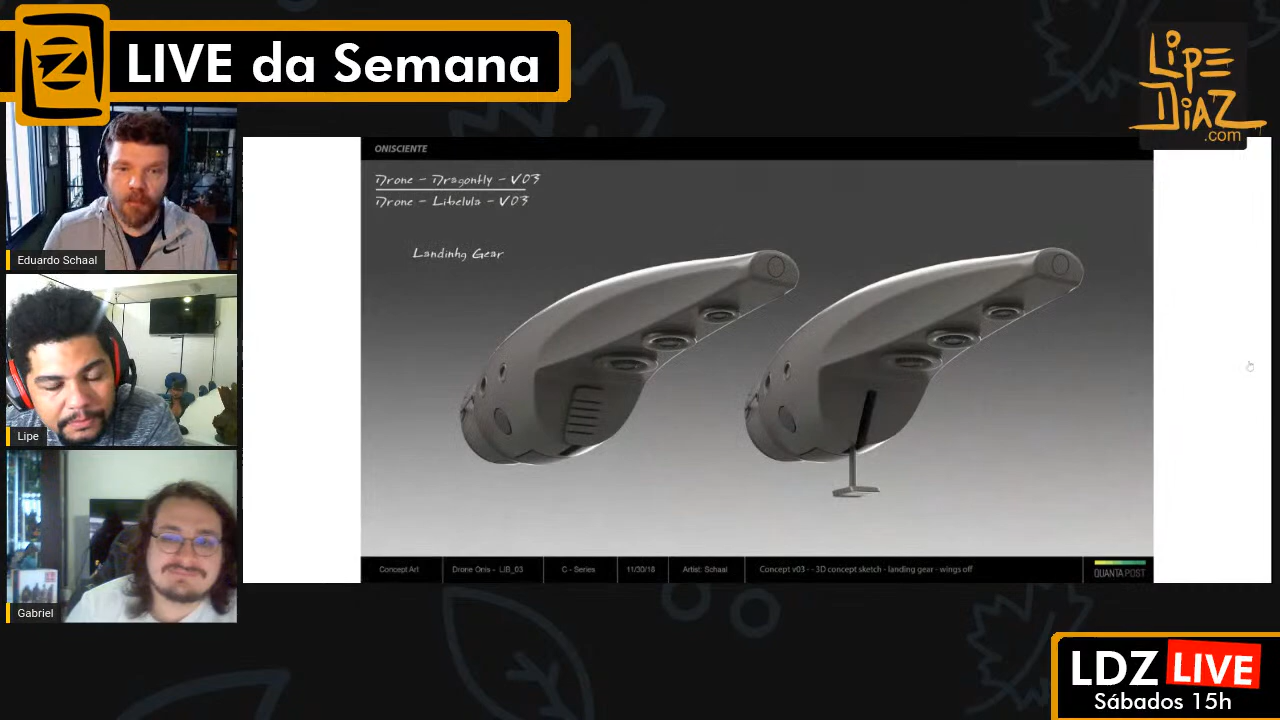 LIVE da Semana
LIPE
DIAZ
.com
Eduardo Schaal
Lipe
Gabriel
ONISCIENTE
Drone - Dragonfly - V03
Drone - Libelula - V03
Landinhg Gear
Concept Art
Drone Onis - LIB_03
C - Series
11/30/18
Artist: Schaal
Concept v03 - - 3D concept sketch - landing gear - wings off
QUANTA POST
LDZ LIVE
Sábados 15h